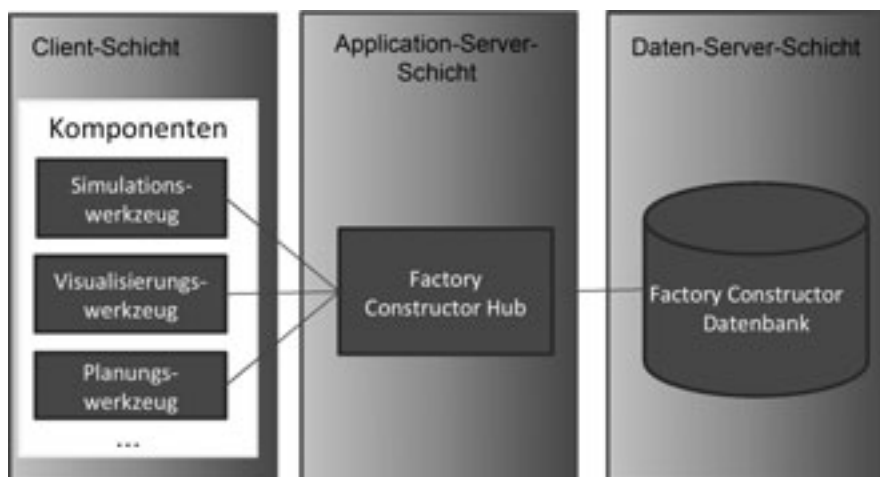 Client-Schicht
Komponenten
Simulations-
werkzeug
Visualisierungs-
werkzeug
Planungs-
werkzeug
...
Application-Server-
Schicht
Factory
Constructor Hub
Daten-Server-Schicht
Factory Constructor
Datenbank